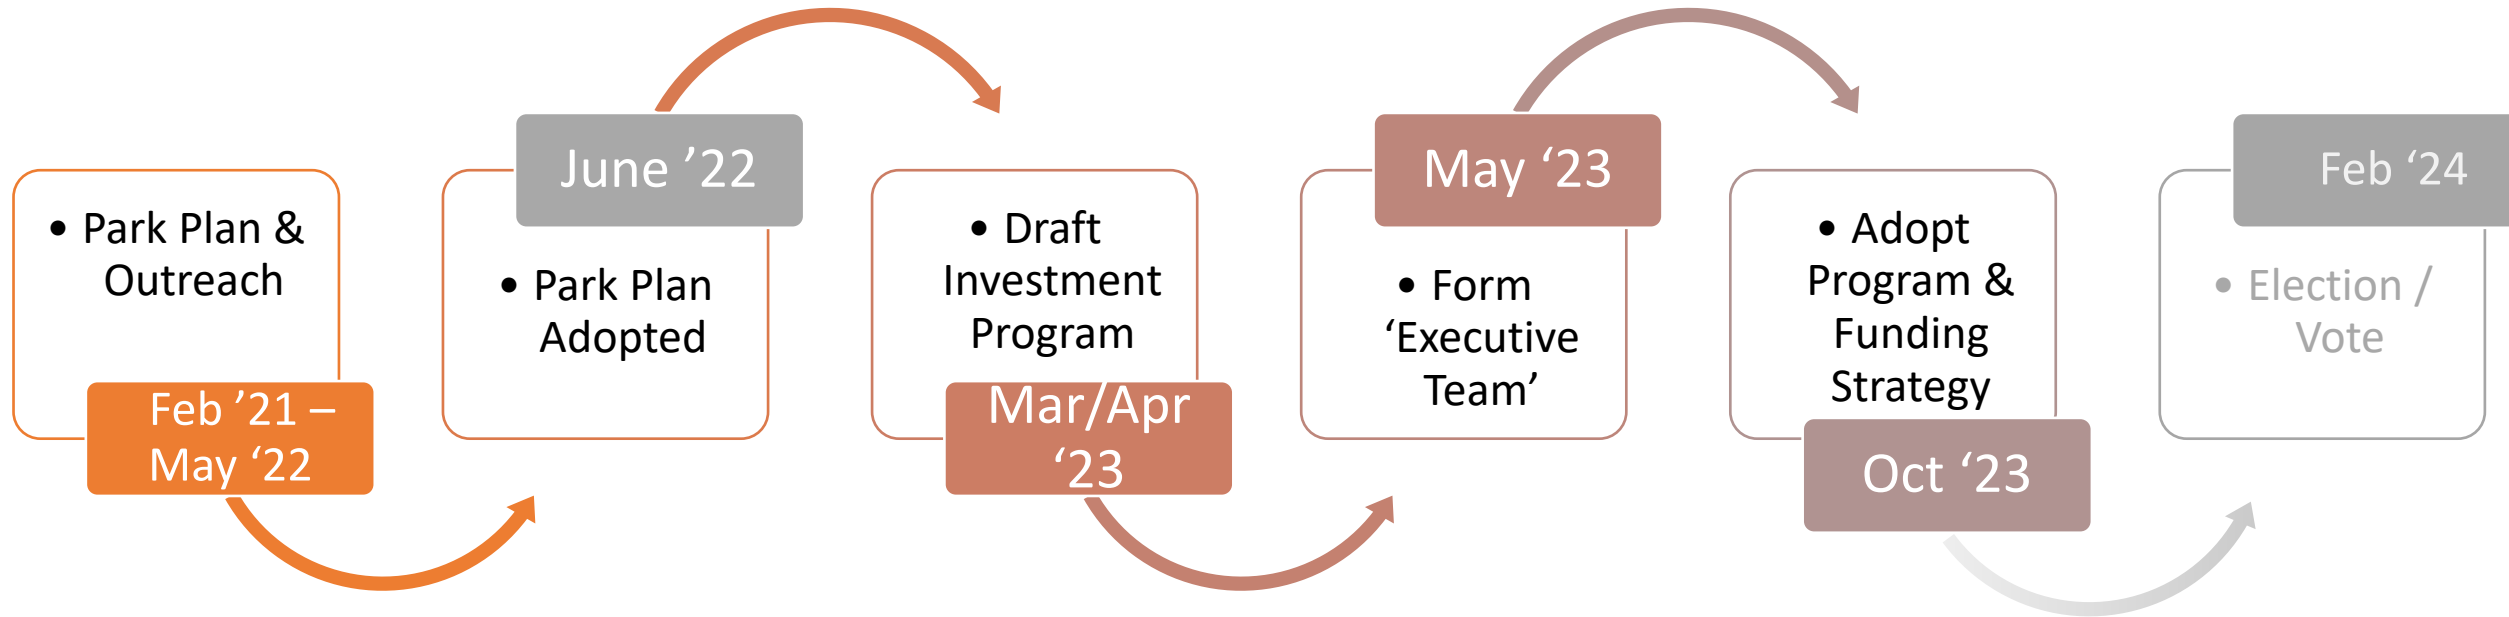 • Park Plan &
Outreach
Feb ’21 –
May ‘22
June ’22
• Park Plan
Adopted
• Draft
Investment
Program
Mar/Apr
‘23
May ‘23
• Form
‘Executive
Team’
• Adopt
Program &
Funding
Strategy
Oct ‘23
Feb ‘24
• Election /
Vote